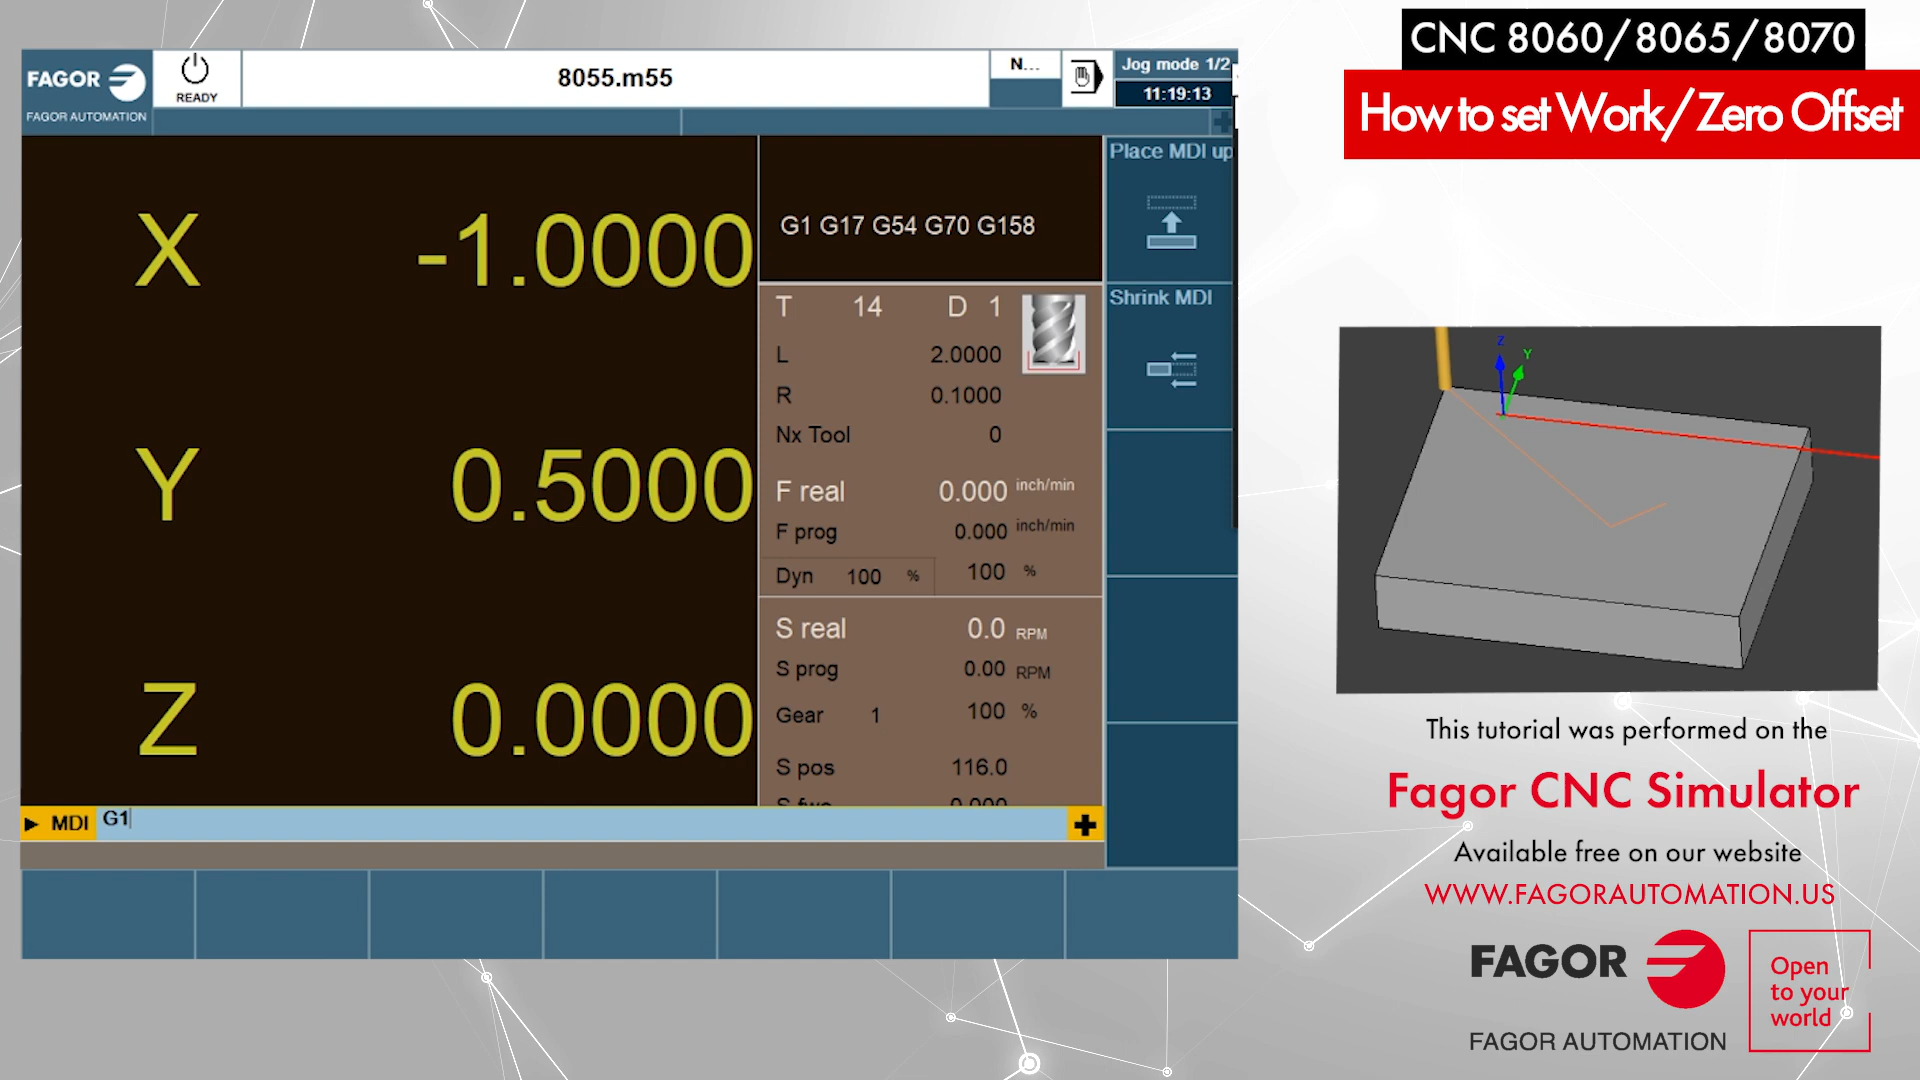 CNC 8060/8065/8070
How to set Work/Zero Offset
FAGOR
FAGOR AUTOMATION
READY
8055.m55
N...
Jog mode 1/2
11:19:13
X -1.0000
Y 0.5000
Z 0.0000
G1 G17 G54 G70 G158
T 14 D 1
L 2.0000
R 0.1000
Nx Tool 0
F real 0.000 inch/min
F prog 0.000 inch/min
Dyn 100 % 100 %
S real 0.0 RPM
S prog 0.00 RPM
Gear 1 100 %
S pos 116.0
Place MDI up
Shrink MDI
MDI G1
Z
Y
This tutorial was performed on the
Fagor CNC Simulator
Available free on our website
WWW.FAGORAUTOMATION.US
FAGOR
FAGOR AUTOMATION
Open
to your
world